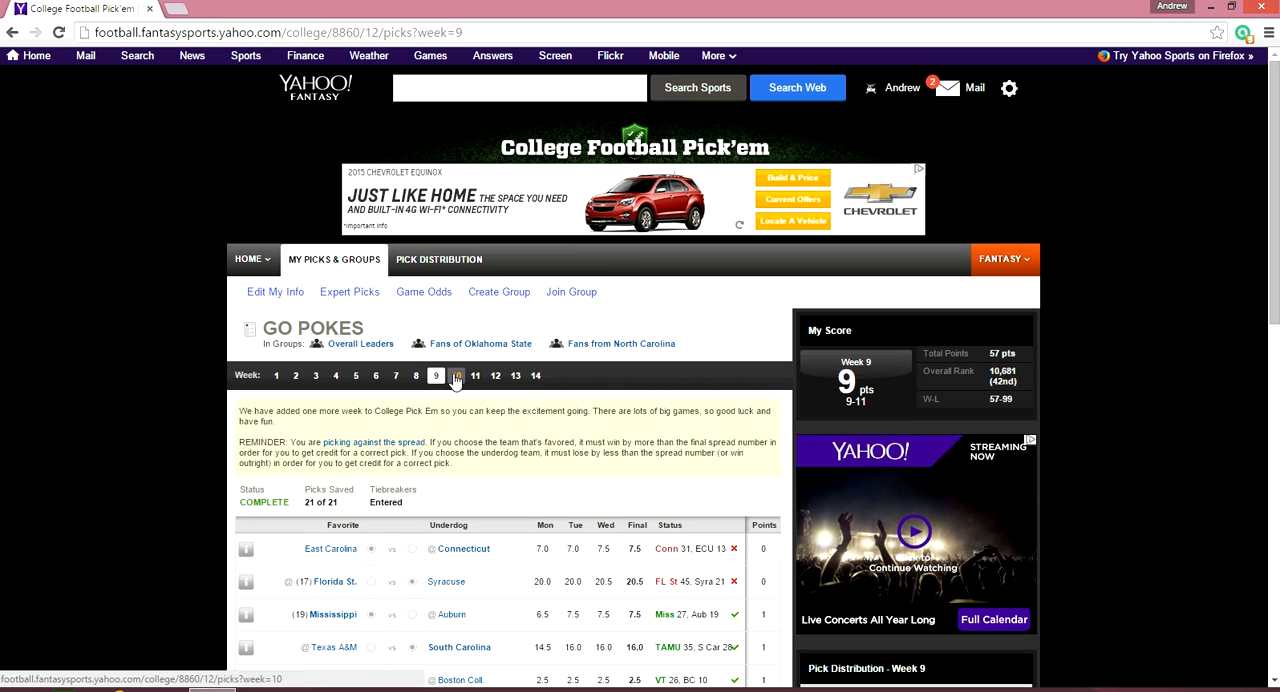 College Football Pick'em
Andrew
football.fantasysports.yahoo.com/college/8860/12/picks?week=9
Home Mail Search News Sports Finance Weather Games Answers Screen Flickr Mobile More Try Yahoo Sports on Firefox »
YAHOO!
FANTASY
Search Sports Search Web Andrew 2 Mail
College Football Pick'em
2015 CHEVROLET EQUINOX
JUST LIKE HOME THE SPACE YOU NEED
AND BUILT-IN 4G WI-FI* CONNECTIVITY
*Important info
Build & Price
Current Offers
Locate A Vehicle
CHEVROLET
HOME MY PICKS & GROUPS PICK DISTRIBUTION FANTASY
Edit My Info Expert Picks Game Odds Create Group Join Group
GO POKES
In Groups: Overall Leaders Fans of Oklahoma State Fans from North Carolina
Week: 1 2 3 4 5 6 7 8 9 11 12 13 14
We have added one more week to College Pick Em so you can keep the excitement going. There are lots of big games, so good luck and
have fun.
REMINDER: You are picking against the spread. If you choose the team that's favored, it must win by more than the final spread number in
order for you to get credit for a correct pick. If you choose the underdog team, it must lose by less than the spread number (or win
outright) in order for you to get credit for a correct pick.
Status Picks Saved Tiebreakers
COMPLETE 21 of 21 Entered
Favorite Underdog Mon Tue Wed Final Status Points
East Carolina vs @ Connecticut 7.0 7.0 7.5 7.5 Conn 31, ECU 13 0
@ (17) Florida St. vs Syracuse 20.0 20.0 20.5 20.5 FL St 45, Syra 21 0
(19) Mississippi vs @ Auburn 6.5 7.5 7.5 7.5 Miss 27, Aub 19 1
@ Texas A&M vs South Carolina 14.5 16.0 16.0 16.0 TAMU 35, S Car 28 1
@ Boston Coll. 2.5 2.5 2.5 2.5 VT 26, BC 10 1
My Score
Week 9
9 pts
9-11
Total Points 57 pts
Overall Rank 10,681
(42nd)
W-L 57-99
YAHOO!
STREAMING
NOW
Continue Watching
Live Concerts All Year Long Full Calendar
Pick Distribution - Week 9
football.fantasysports.yahoo.com/college/8860/12/picks?week=10